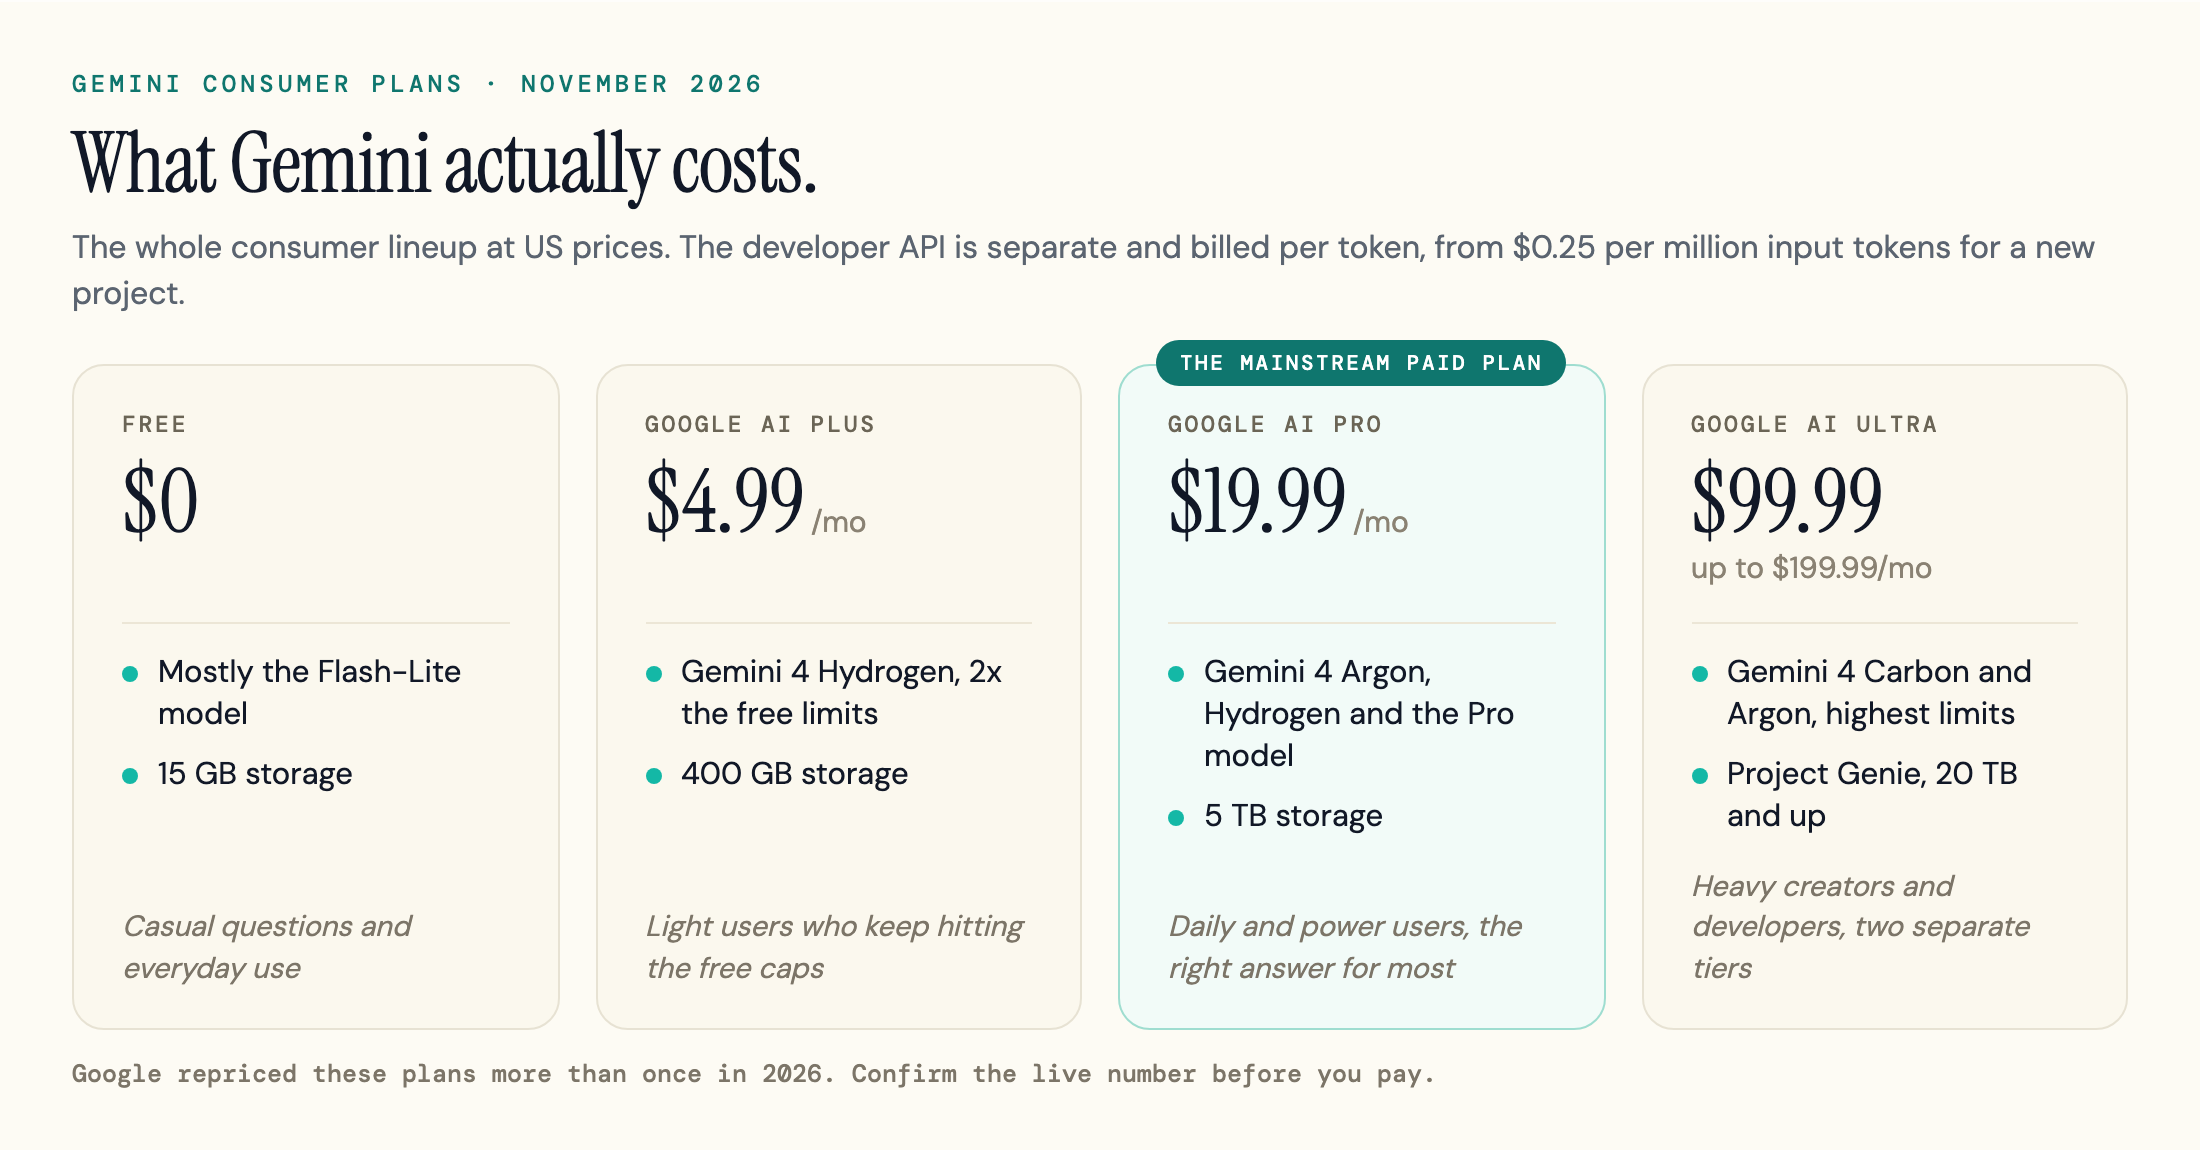 GEMINI CONSUMER PLANS · NOVEMBER 2026
What Gemini actually costs.
The whole consumer lineup at US prices. The developer API is separate and billed per token, from $0.25 per million input tokens for a new
project.
FREE
$0
Mostly the Flash-Lite
model
15 GB storage
Casual questions and
everyday use
GOOGLE AI PLUS
$4.99 /mo
Gemini 4 Hydrogen, 2x
the free limits
400 GB storage
Light users who keep hitting
the free caps
THE MAINSTREAM PAID PLAN
GOOGLE AI PRO
$19.99 /mo
Gemini 4 Argon,
Hydrogen and the Pro
model
5 TB storage
Daily and power users, the
right answer for most
GOOGLE AI ULTRA
$99.99
up to $199.99/mo
Gemini 4 Carbon and
Argon, highest limits
Project Genie, 20 TB
and up
Heavy creators and
developers, two separate
tiers
Google repriced these plans more than once in 2026. Confirm the live number before you pay.